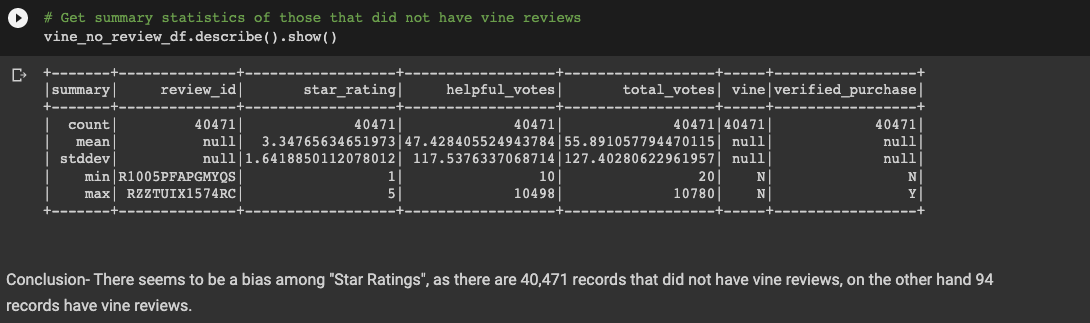 # Get summary statistics of those that did not have vine reviews
vine_no_review_df.describe().show()
+-------+--------------+------------------+------------------+------------------+-----+-----------------+
|summary|     review_id|       star_rating|     helpful_votes|       total_votes| vine|verified_purchase|
+-------+--------------+------------------+------------------+------------------+-----+-----------------+
|  count|         40471|             40471|             40471|             40471|40471|            40471|
|   mean|          null|  3.34765634651973|47.428405524943784|55.891057794470115| null|             null|
| stddev|          null|1.6418850112078012| 117.5376337068714|127.40280622961957| null|             null|
|    min|R1005PFAPGMYQS|                 1|                10|                20|    N|                N|
|    max| RZZTUIX1574RC|                 5|             10498|             10780|    N|                Y|
+-------+--------------+------------------+------------------+------------------+-----+-----------------+
Conclusion- There seems to be a bias among "Star Ratings", as there are 40,471 records that did not have vine reviews, on the other hand 94
records have vine reviews.